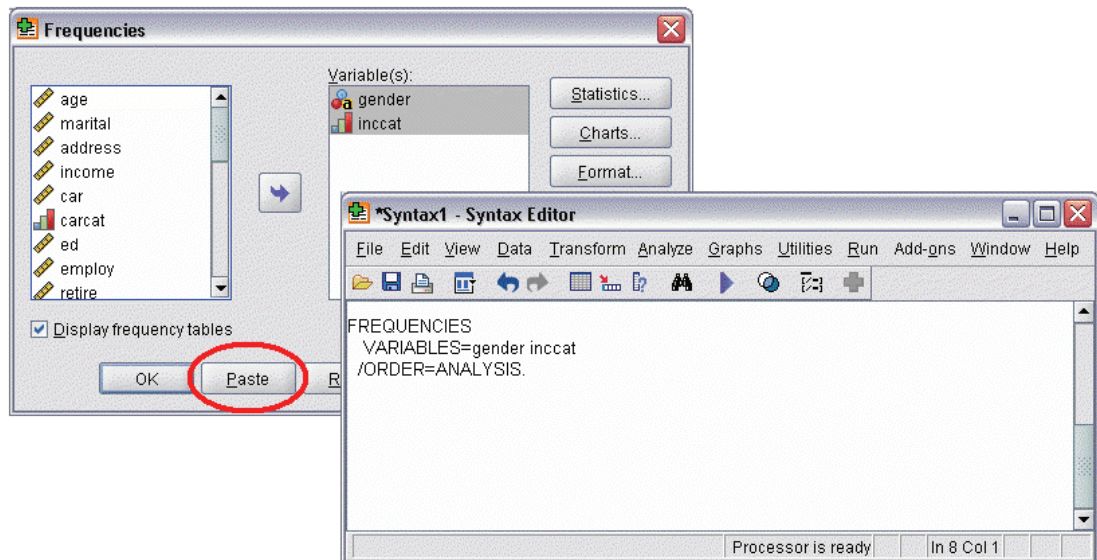 Frequencies
Variable(s):
age
marital
address
income
car
carcat
ed
employ
retire
gender
inccat
Statistics...
Charts...
Format...
Display frequency tables
OK
Paste
R
*Syntax1 - Syntax Editor
File Edit View Data Transform Analyze Graphs Utilities Run Add-ons Window Help
FREQUENCIES
VARIABLES=gender inccat
/ORDER=ANALYSIS.
Processor is ready
In 8 Col 1